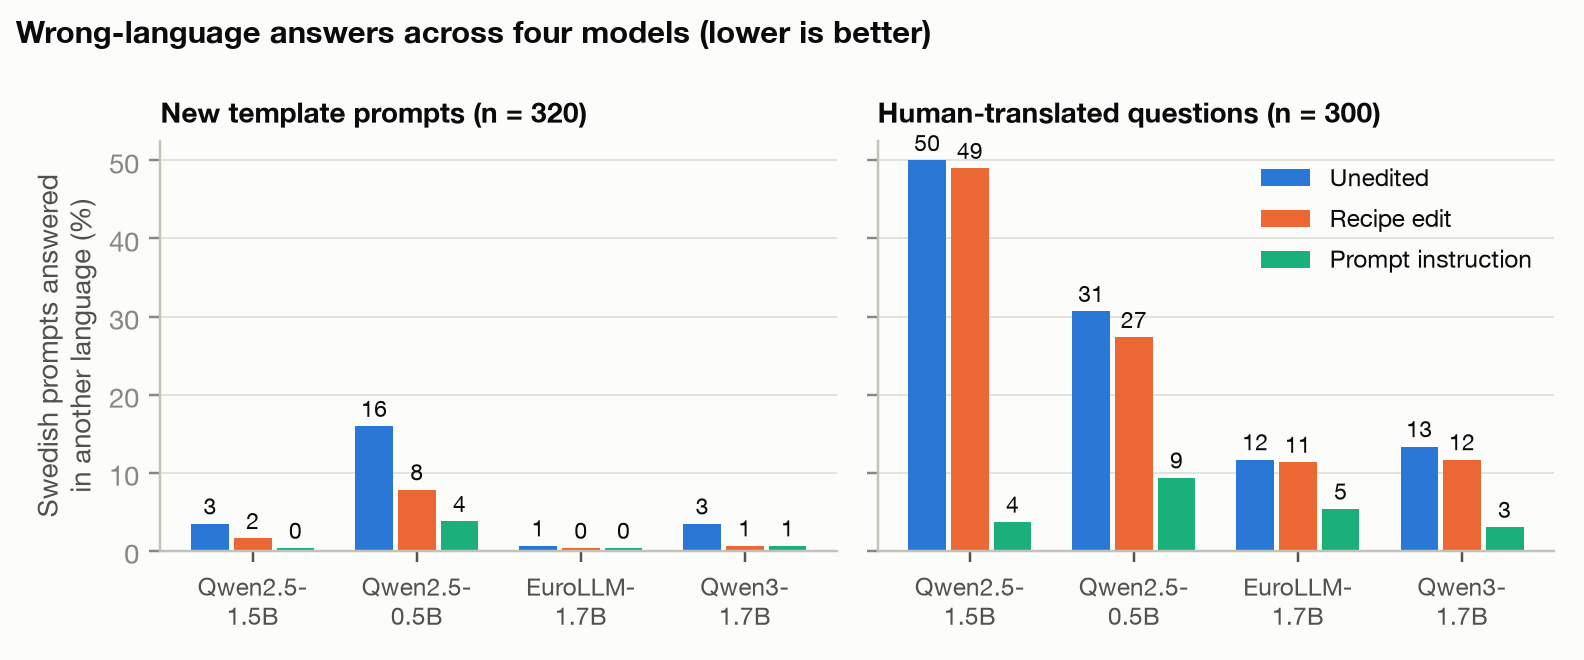 Wrong-language answers across four models (lower is better)
New template prompts (n = 320)
Swedish prompts answered
in another language (%)
50
40
30
20
10
0
3
2
0
16
8
4
1
0
0
3
1
1
Qwen2.5-
1.5B
Qwen2.5-
0.5B
EuroLLM-
1.7B
Qwen3-
1.7B
Human-translated questions (n = 300)
50
49
4
31
27
9
12
11
5
13
12
3
Unedited
Recipe edit
Prompt instruction
Qwen2.5-
1.5B
Qwen2.5-
0.5B
EuroLLM-
1.7B
Qwen3-
1.7B